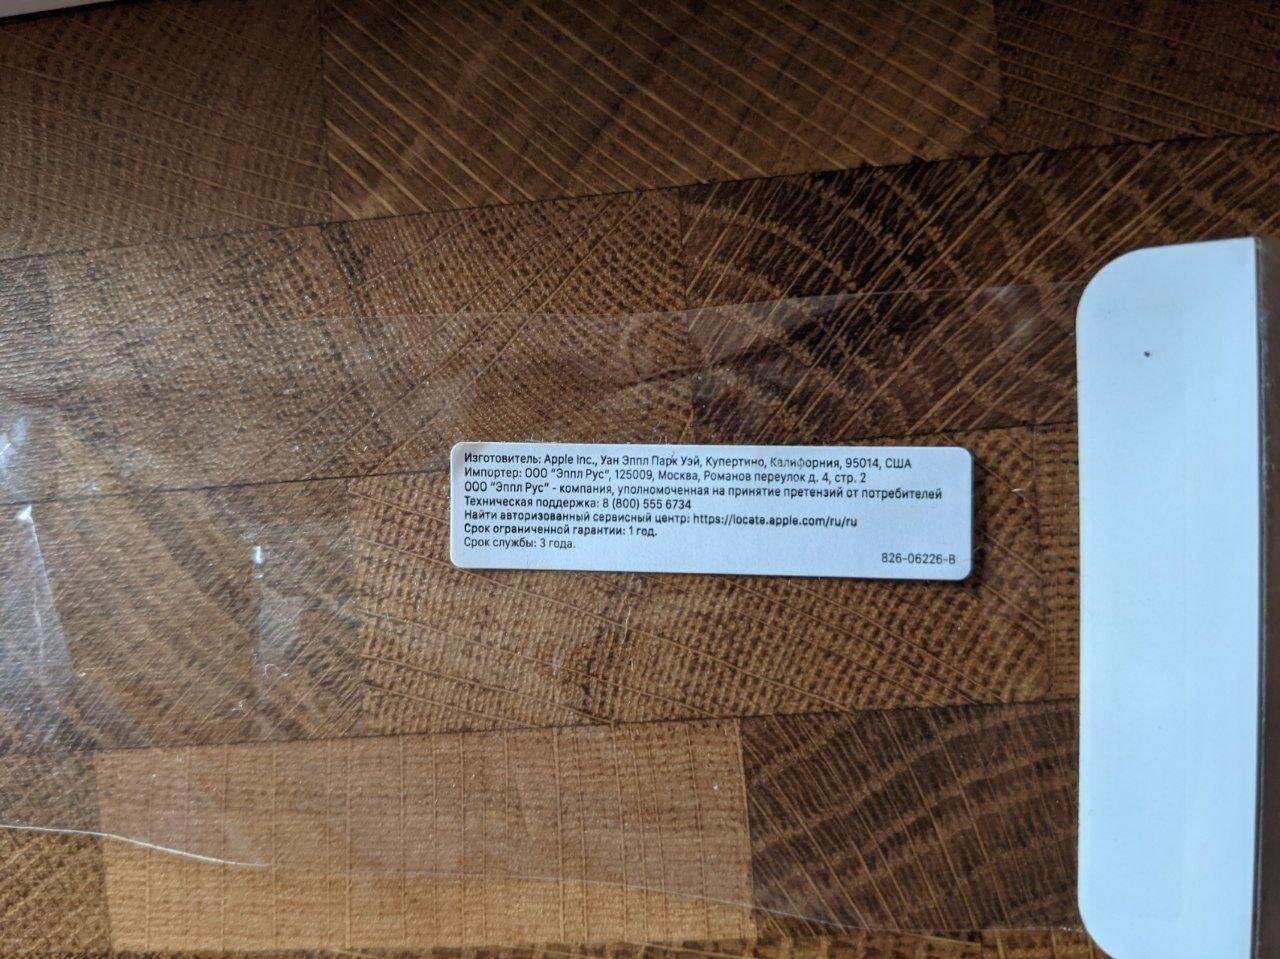 Изготовитель: Apple Inc., Уан Эппл Парк Уэй, Купертино, Калифорния, 95014, США
Импортер: ООО "Эппл Рус", 125009, Москва, Романов переулок д. 4, стр. 2
ООО "Эппл Рус" - компания, уполномоченная на принятие претензий от потребителей
Техническая поддержка: 8 (800) 555 6734
Найти авторизованный сервисный центр: https://locate.apple.com/ru/ru
Срок ограниченной гарантии: 1 год.
Срок службы: 3 года.
826-06226-B